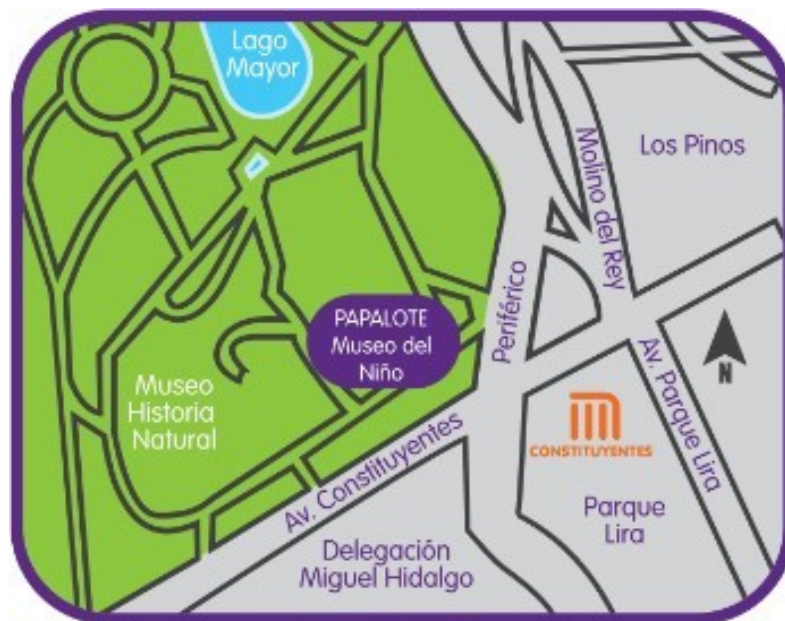 Lago
Mayor
Los Pinos
Molino del Rey
Periférico
PAPALOTE
Museo del
Niño
Museo
Historia
Natural
Av. Constituyentes
CONSTITUYENTES
Av. Parque Lira
N
Parque
Lira
Delegación
Miguel Hidalgo